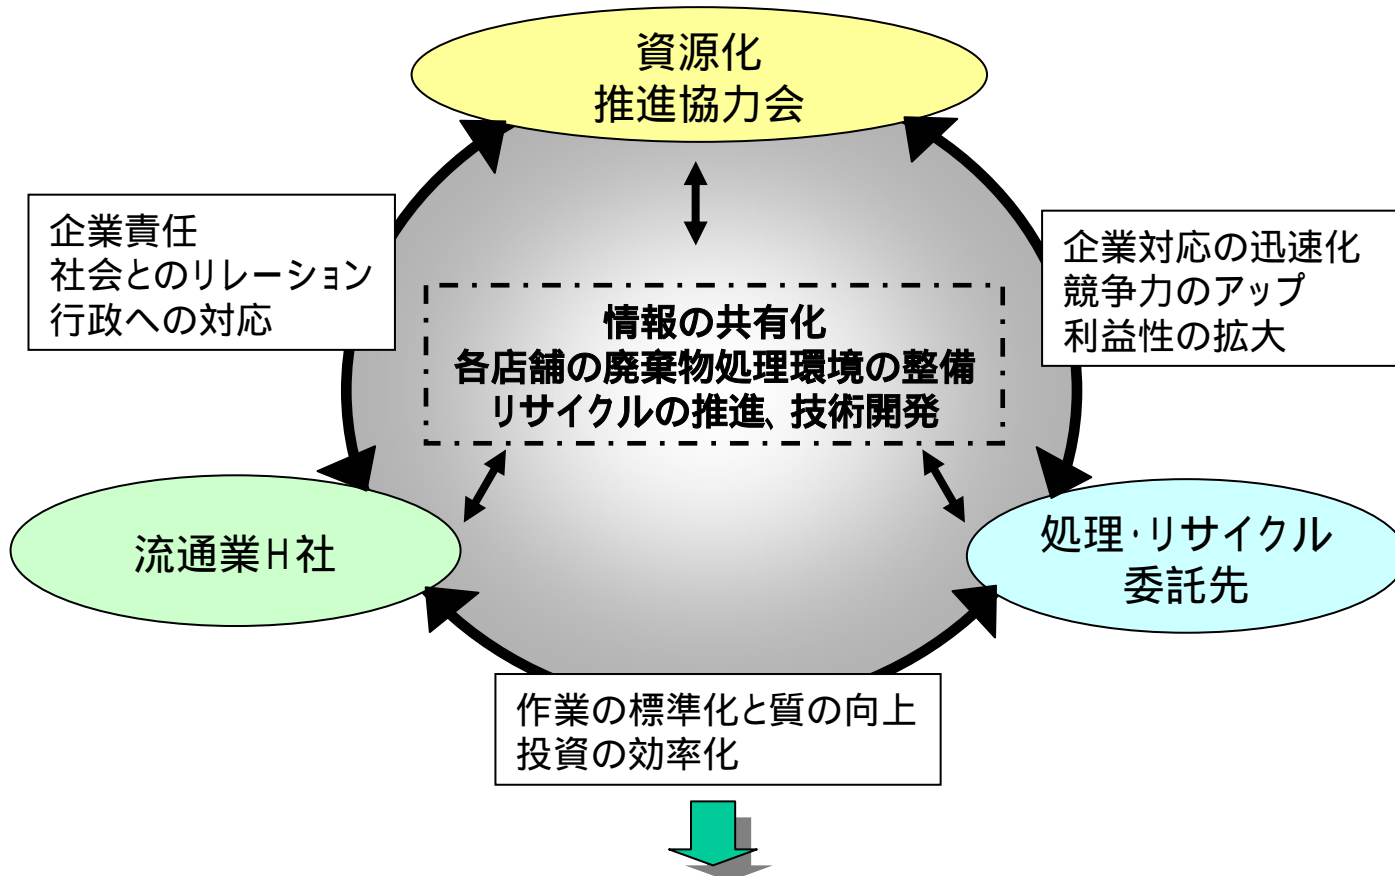 資源化
推進協力会
企業責任
社会とのリレーション
行政への対応
企業対応の迅速化
競争力のアップ
利益性の拡大
情報の共有化
各店舗の廃棄物処理環境の整備
リサイクルの推進、技術開発
流通業H社
処理・リサイクル
委託先
作業の標準化と質の向上
投資の効率化